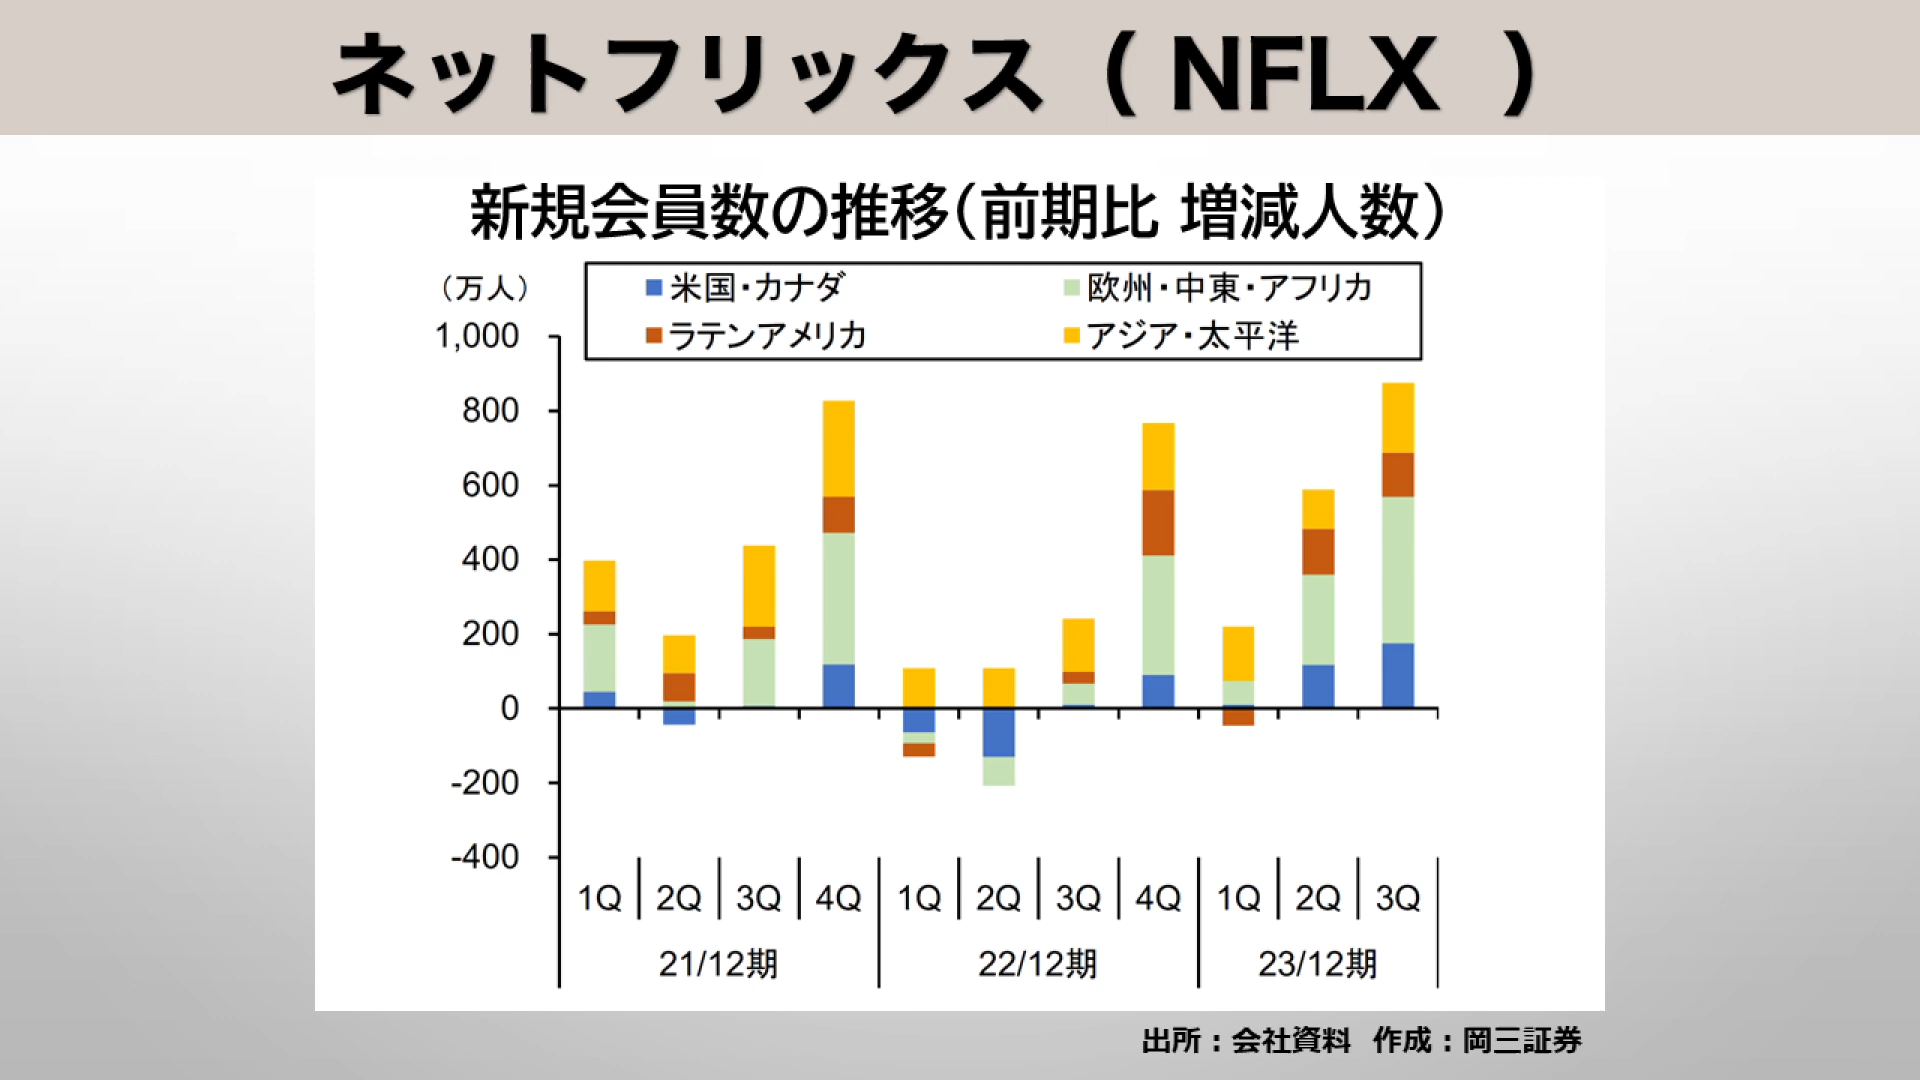 ネットフリックス（ NFLX ）
新規会員数の推移（前期比 増減人数）
（万人）
米国・カナダ 欧州・中東・アフリカ
ラテンアメリカ アジア・太平洋
1,000
800
600
400
200
0
-200
-400
1Q 2Q 3Q 4Q 1Q 2Q 3Q 4Q 1Q 2Q 3Q
21/12期 22/12期 23/12期
出所：会社資料 作成：岡三証券